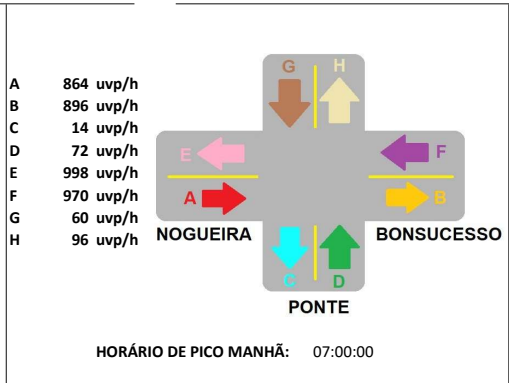 A 864 uvp/h
B 896 uvp/h
C 14 uvp/h
D 72 uvp/h
E 998 uvp/h
F 970 uvp/h
G 60 uvp/h
H 96 uvp/h
G H
E F
A B
NOGUEIRA BONSUCESSO
C D
PONTE
HORÁRIO DE PICO MANHÃ: 07:00:00